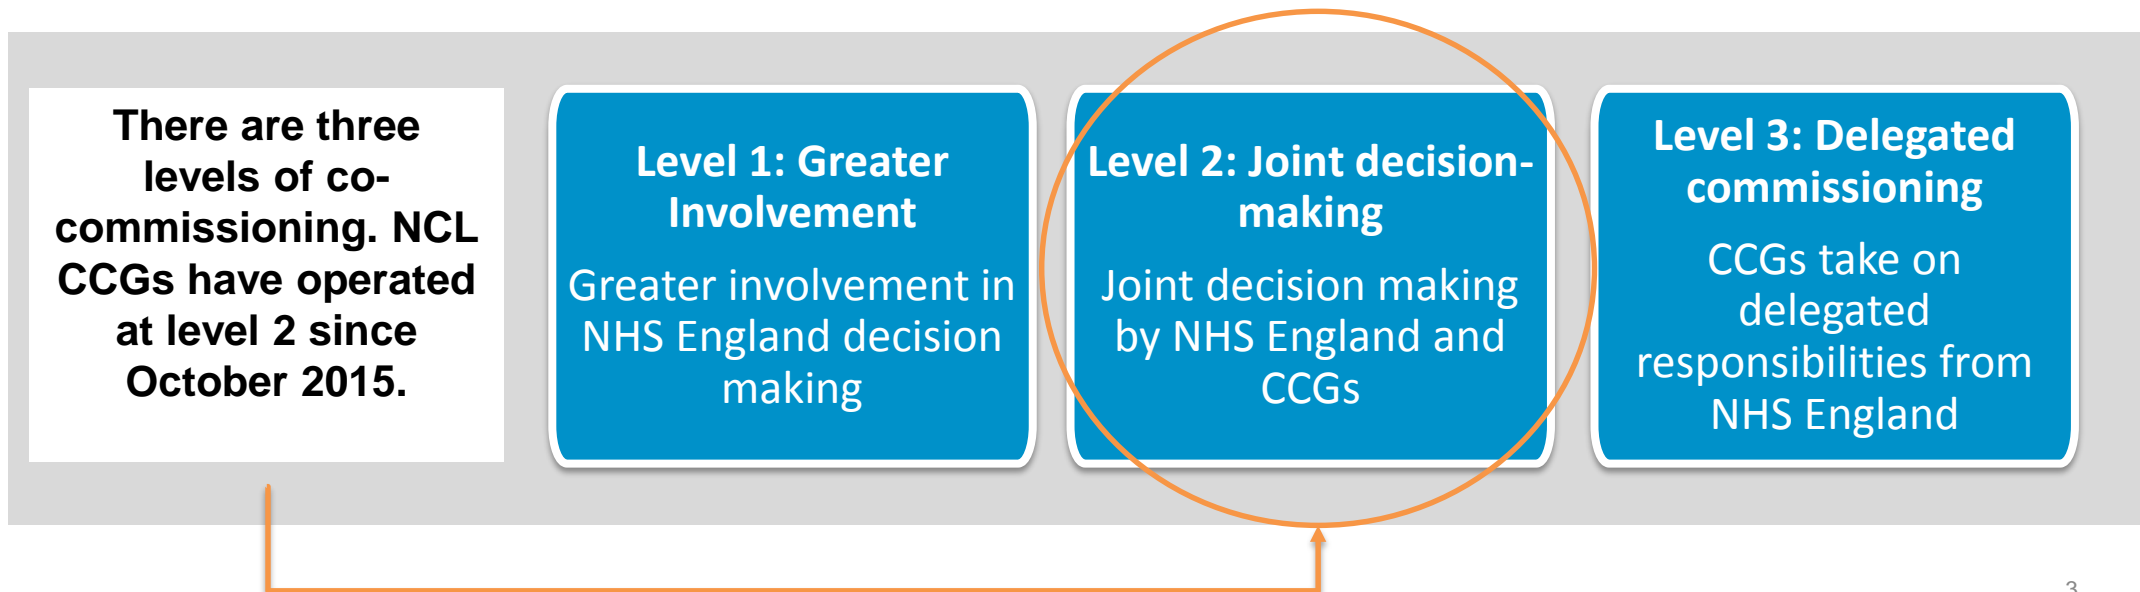 There are three
levels of co-
commissioning. NCL
CCGs have operated
at level 2 since
October 2015.
Level 1: Greater
Involvement
Greater involvement in
NHS England decision
making
Level 2: Joint decision-
making
Joint decision making
by NHS England and
CCGs
Level 3: Delegated
commissioning
CCGs take on
delegated
responsibilities from
NHS England
3